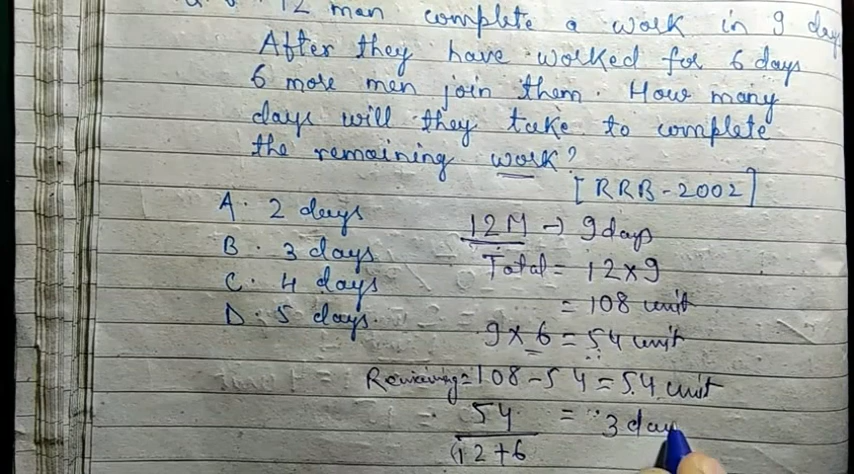 12 man complete a work in 9 days
After they have worked for 6 days
6 more men join them. How many
days will they take to complete
the remaining work?
[RRB-2002]
A. 2 days
B. 3 days
C. 4 days
D. 5 days.
12M → 9 days
Total = 12×9
= 108 unit
9×6 = 54 unit
Remaining = 108-54 = 54 unit
54 / 12+6 = 3 day